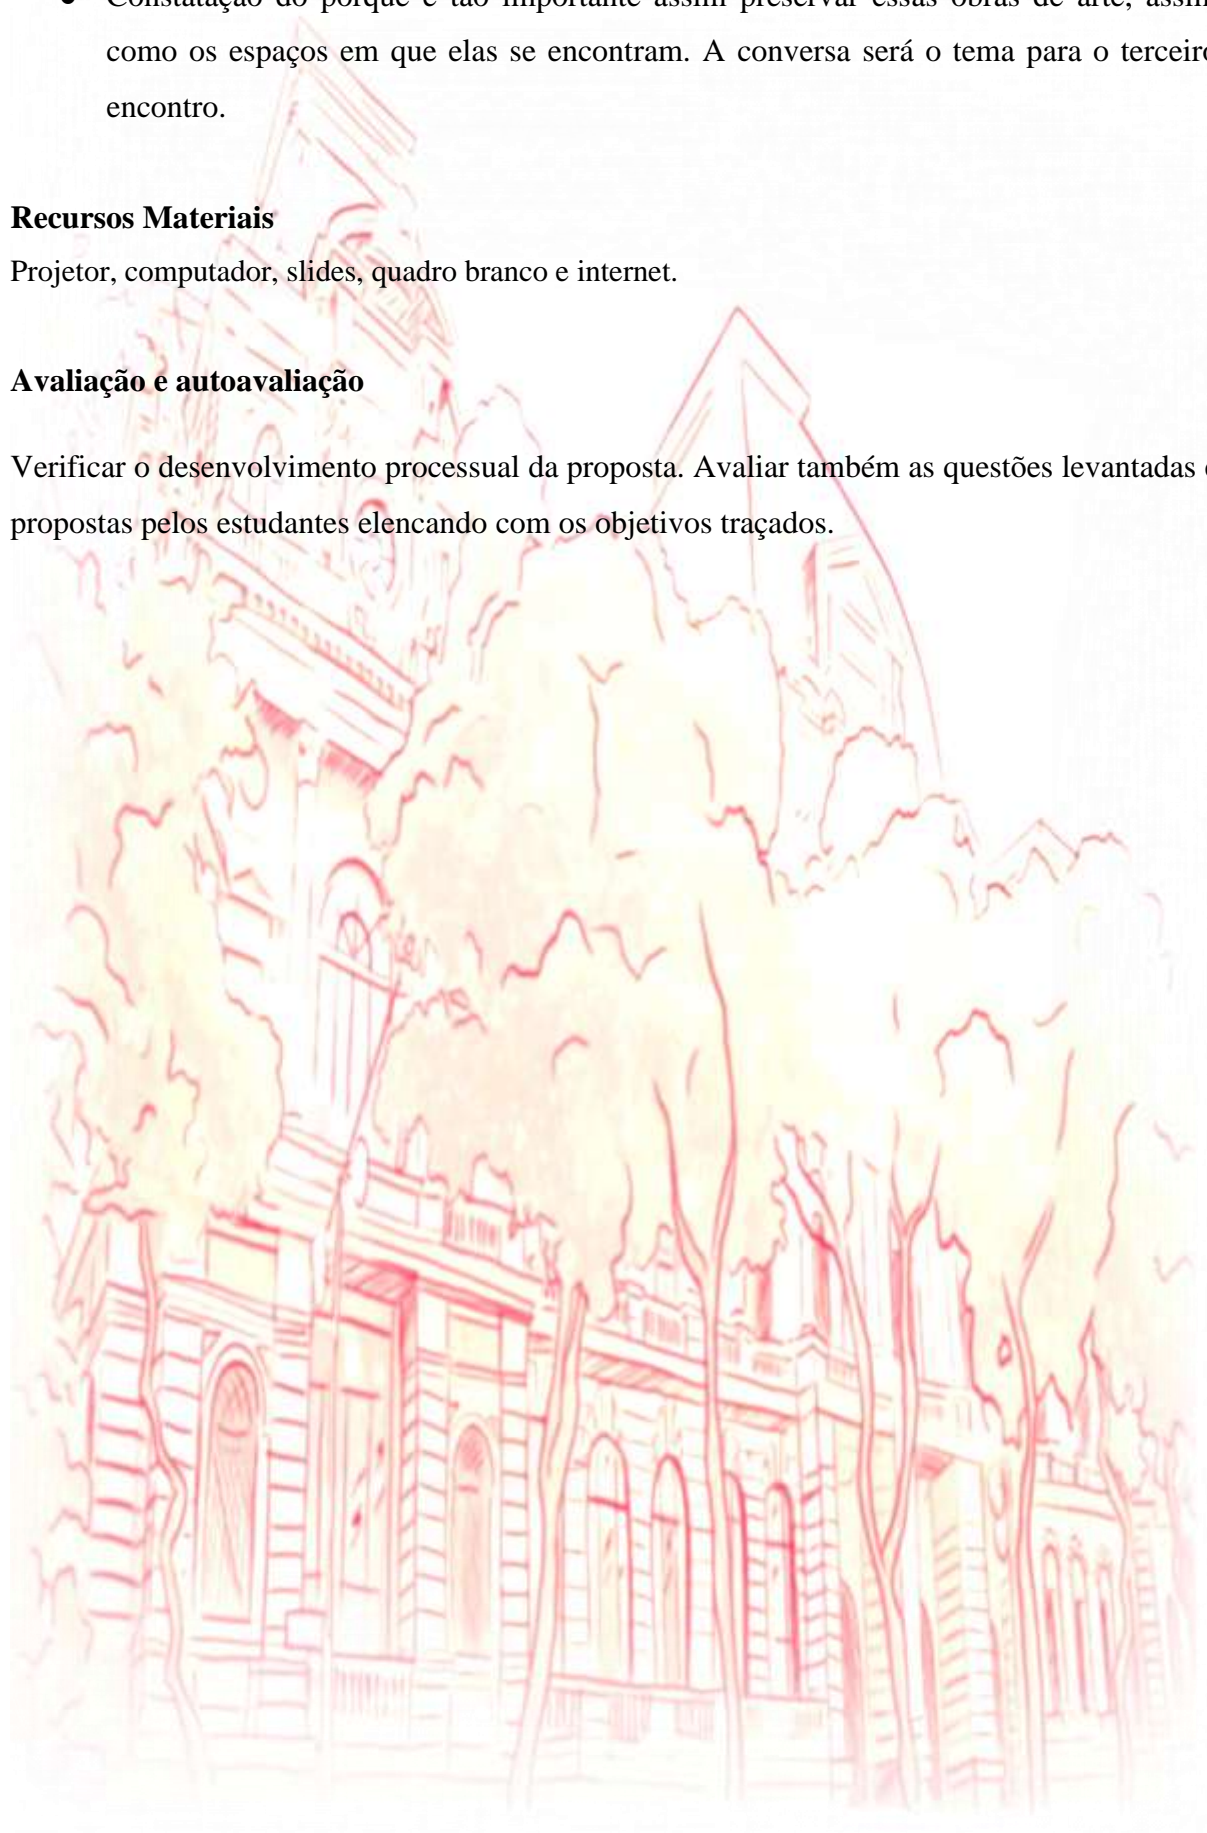 ● Constatação do porquê é tão importante assim preservar essas obras de arte, assim
como os espaços em que elas se encontram. A conversa será o tema para o terceiro
encontro.
Recursos Materiais
Projetor, computador, slides, quadro branco e internet.
Avaliação e autoavaliação
Verificar o desenvolvimento processual da proposta. Avaliar também as questões levantadas e
propostas pelos estudantes elencando com os objetivos traçados.